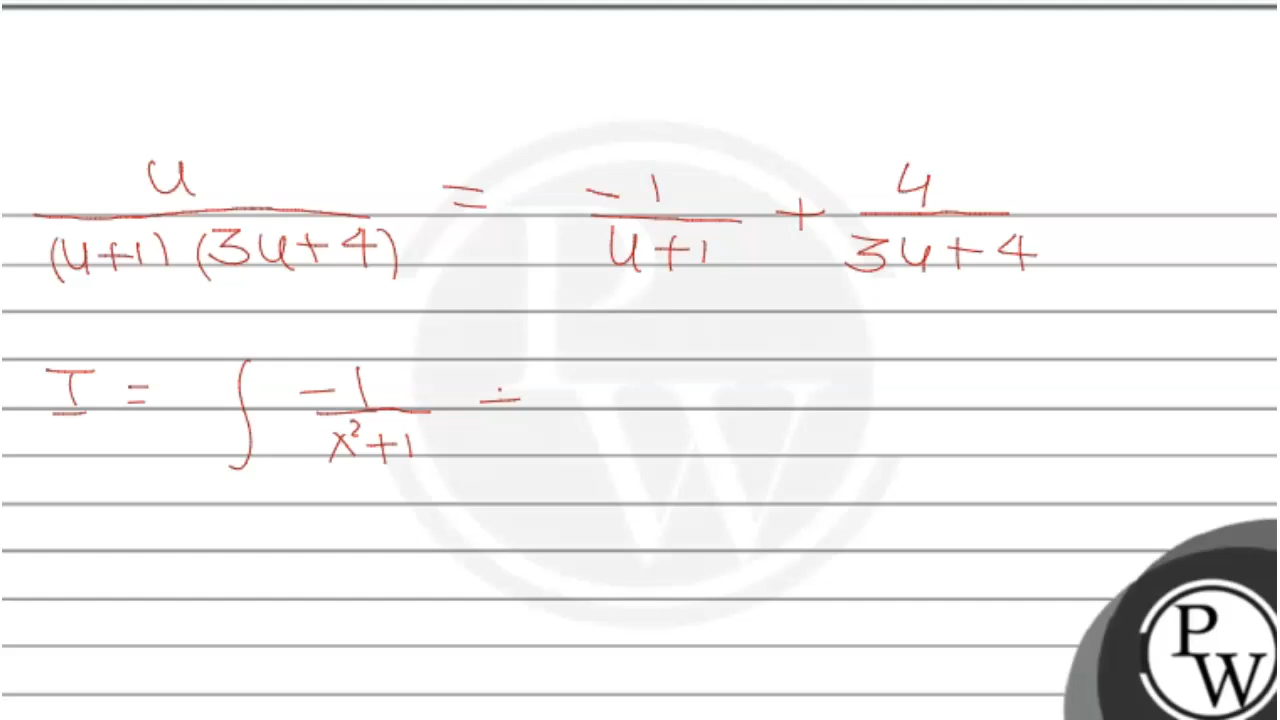 u/((u+1)(3u+4)) = -1/(u+1) + 4/(3u+4)
I = ∫ -1/(x²+1)
P
W
PW